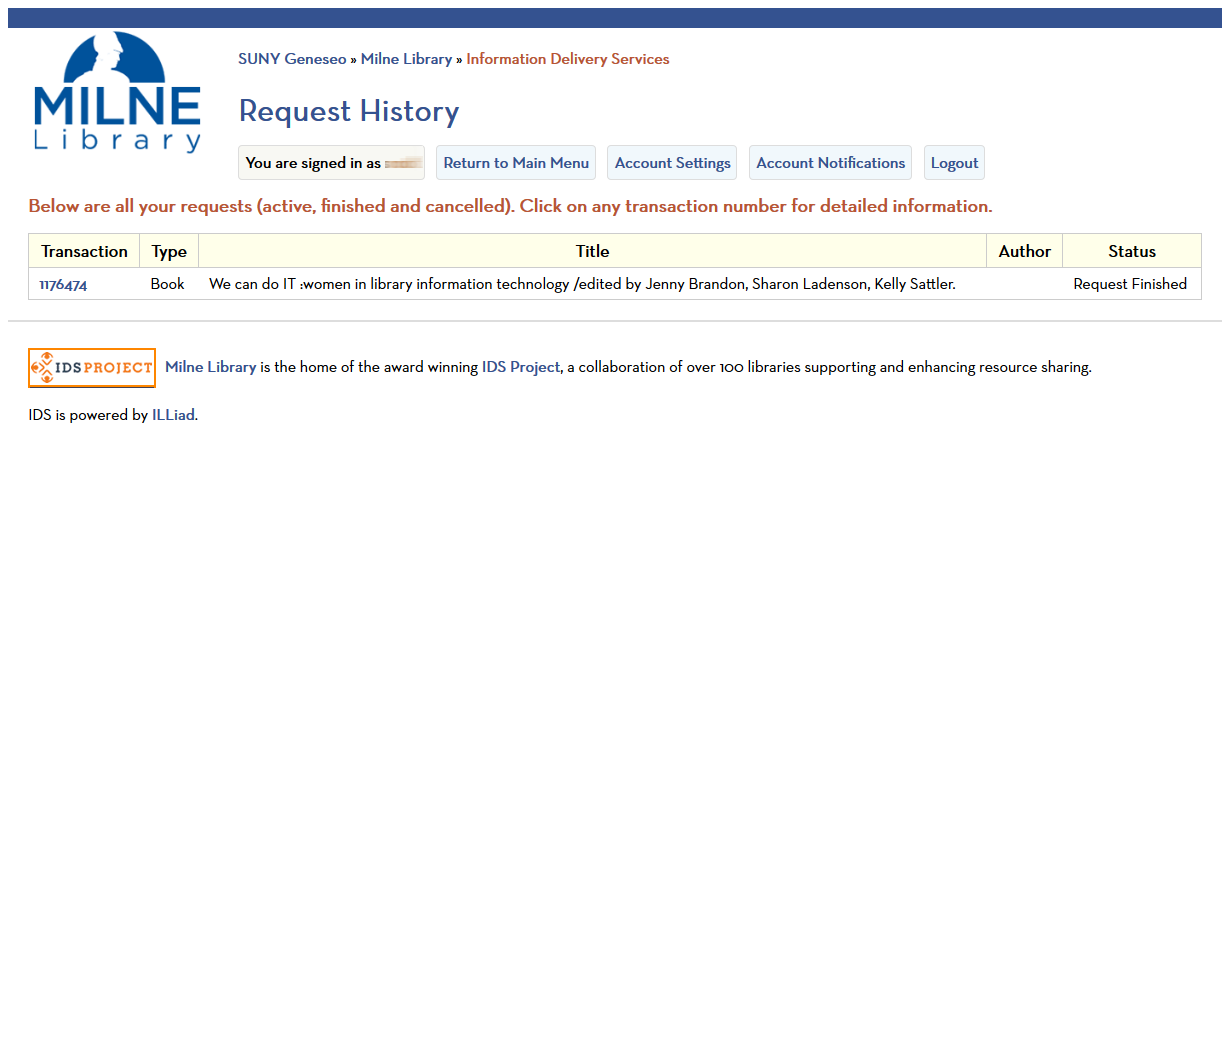 MILNE
Library
SUNY Geneseo » Milne Library » Information Delivery Services
Request History
You are signed in as
Return to Main Menu
Account Settings
Account Notifications
Logout
Below are all your requests (active, finished and cancelled). Click on any transaction number for detailed information.
Transaction Type Title Author Status
1176474 Book We can do IT :women in library information technology /edited by Jenny Brandon, Sharon Ladenson, Kelly Sattler. Request Finished
IDSPROJECT Milne Library is the home of the award winning IDS Project, a collaboration of over 100 libraries supporting and enhancing resource sharing.
IDS is powered by ILLiad.